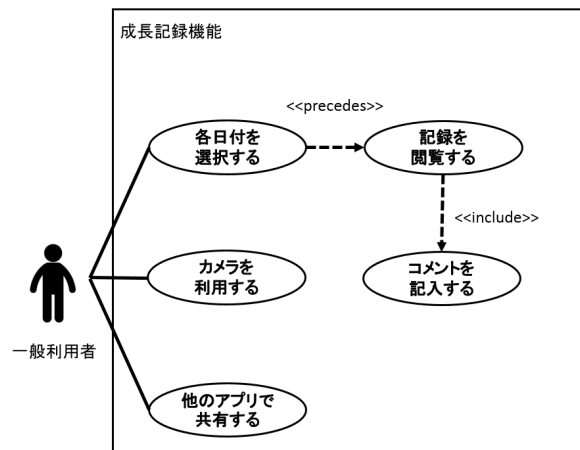 成長記録機能
<<precedes>>
各日付を
選択する
記録を
閲覧する
<<include>>
カメラを
利用する
コメントを
記入する
一般利用者
他のアプリで
共有する